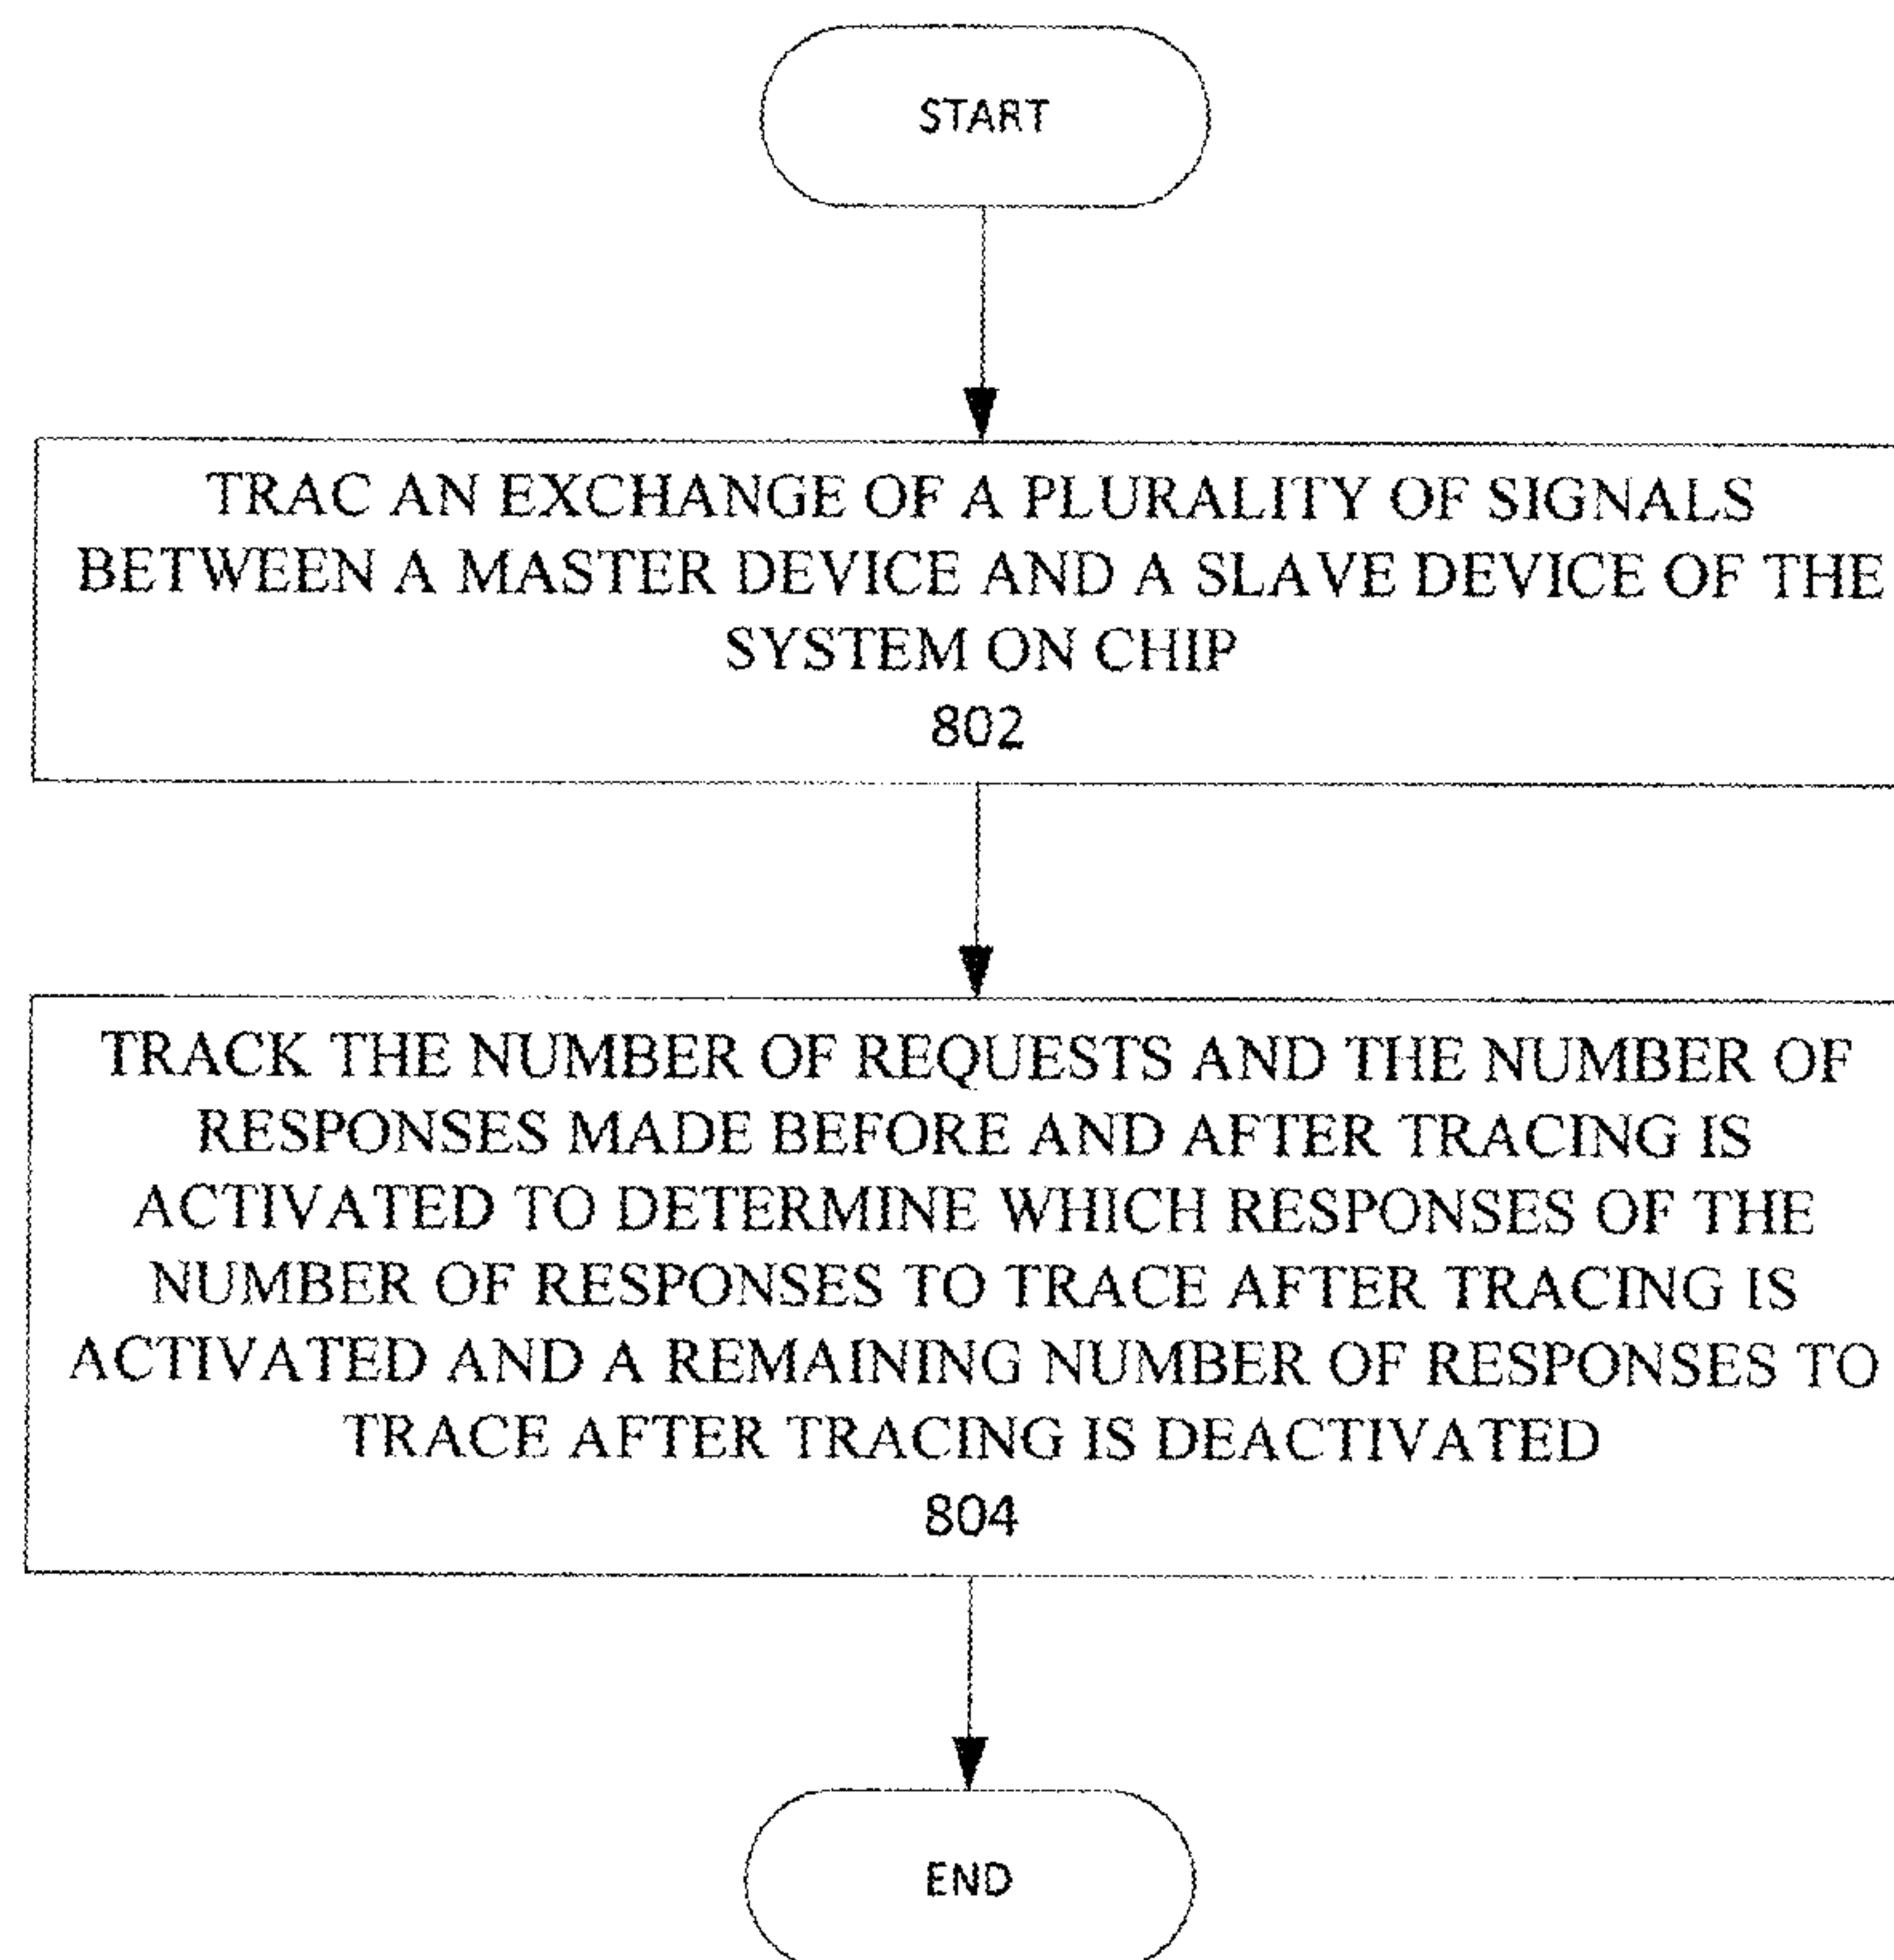 START
TRAC AN EXCHANGE OF A PLURALITY OF SIGNALS
BETWEEN A MASTER DEVICE AND A SLAVE DEVICE OF THE
SYSTEM ON CHIP
802
TRACK THE NUMBER OF REQUESTS AND THE NUMBER OF
RESPONSES MADE BEFORE AND AFTER TRACING IS
ACTIVATED TO DETERMINE WHICH RESPONSES OF THE
NUMBER OF RESPONSES TO TRACE AFTER TRACING IS
ACTIVATED AND A REMAINING NUMBER OF RESPONSES TO
TRACE AFTER TRACING IS DEACTIVATED
804
END